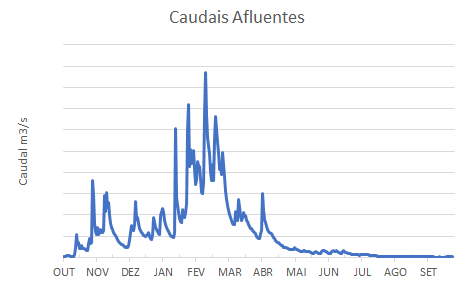 Caudais Afluentes
Caudal m3/s
OUT NOV DEZ JAN FEV MAR ABR MAI JUN JUL AGO SET